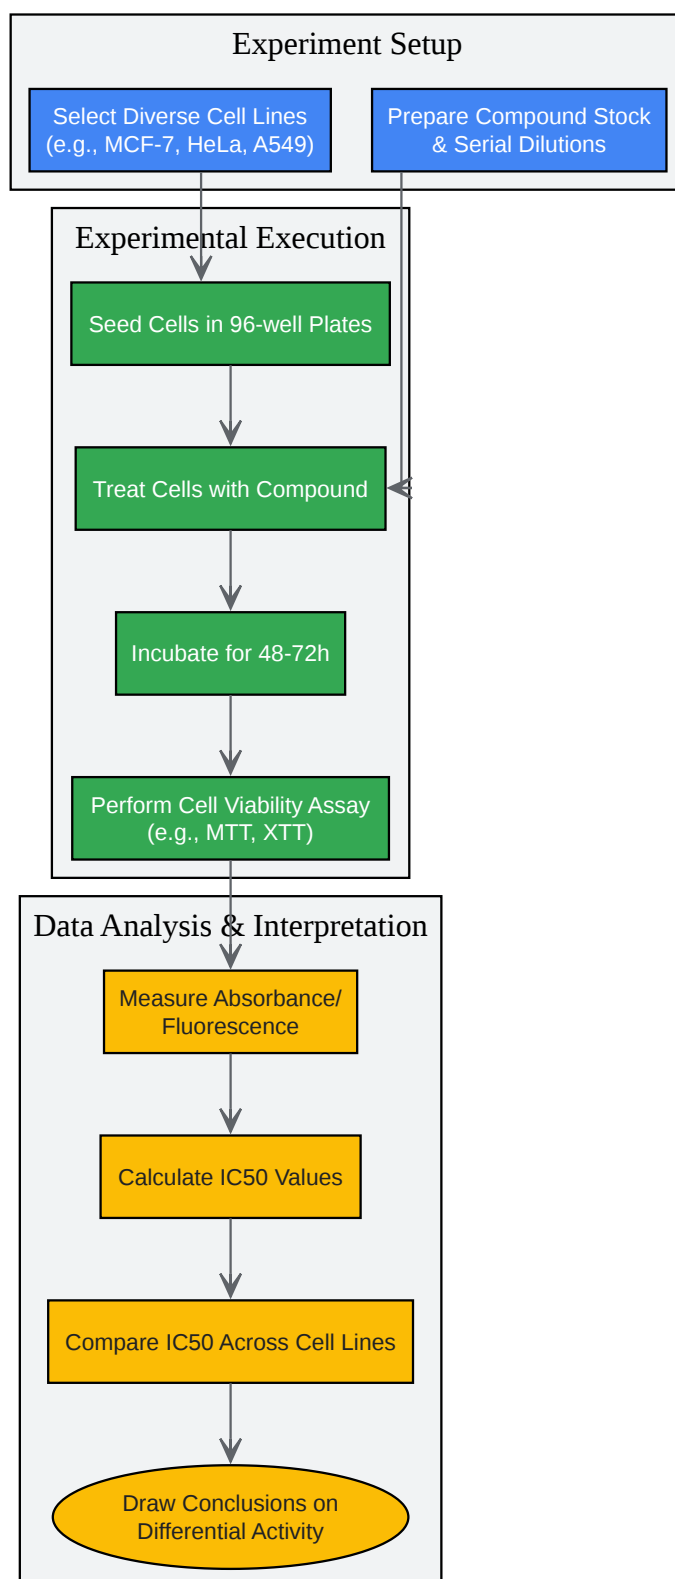 Experiment Setup
Select Diverse Cell Lines
(e.g., MCF-7, HeLa, A549)
Prepare Compound Stock
& Serial Dilutions
Experimental Execution
Seed Cells in 96-well Plates
Treat Cells with Compound
Incubate for 48-72h
Perform Cell Viability Assay
(e.g., MTT, XTT)
Data Analysis & Interpretation
Measure Absorbance/
Fluorescence
Calculate IC50 Values
Compare IC50 Across Cell Lines
Draw Conclusions on
Differential Activity